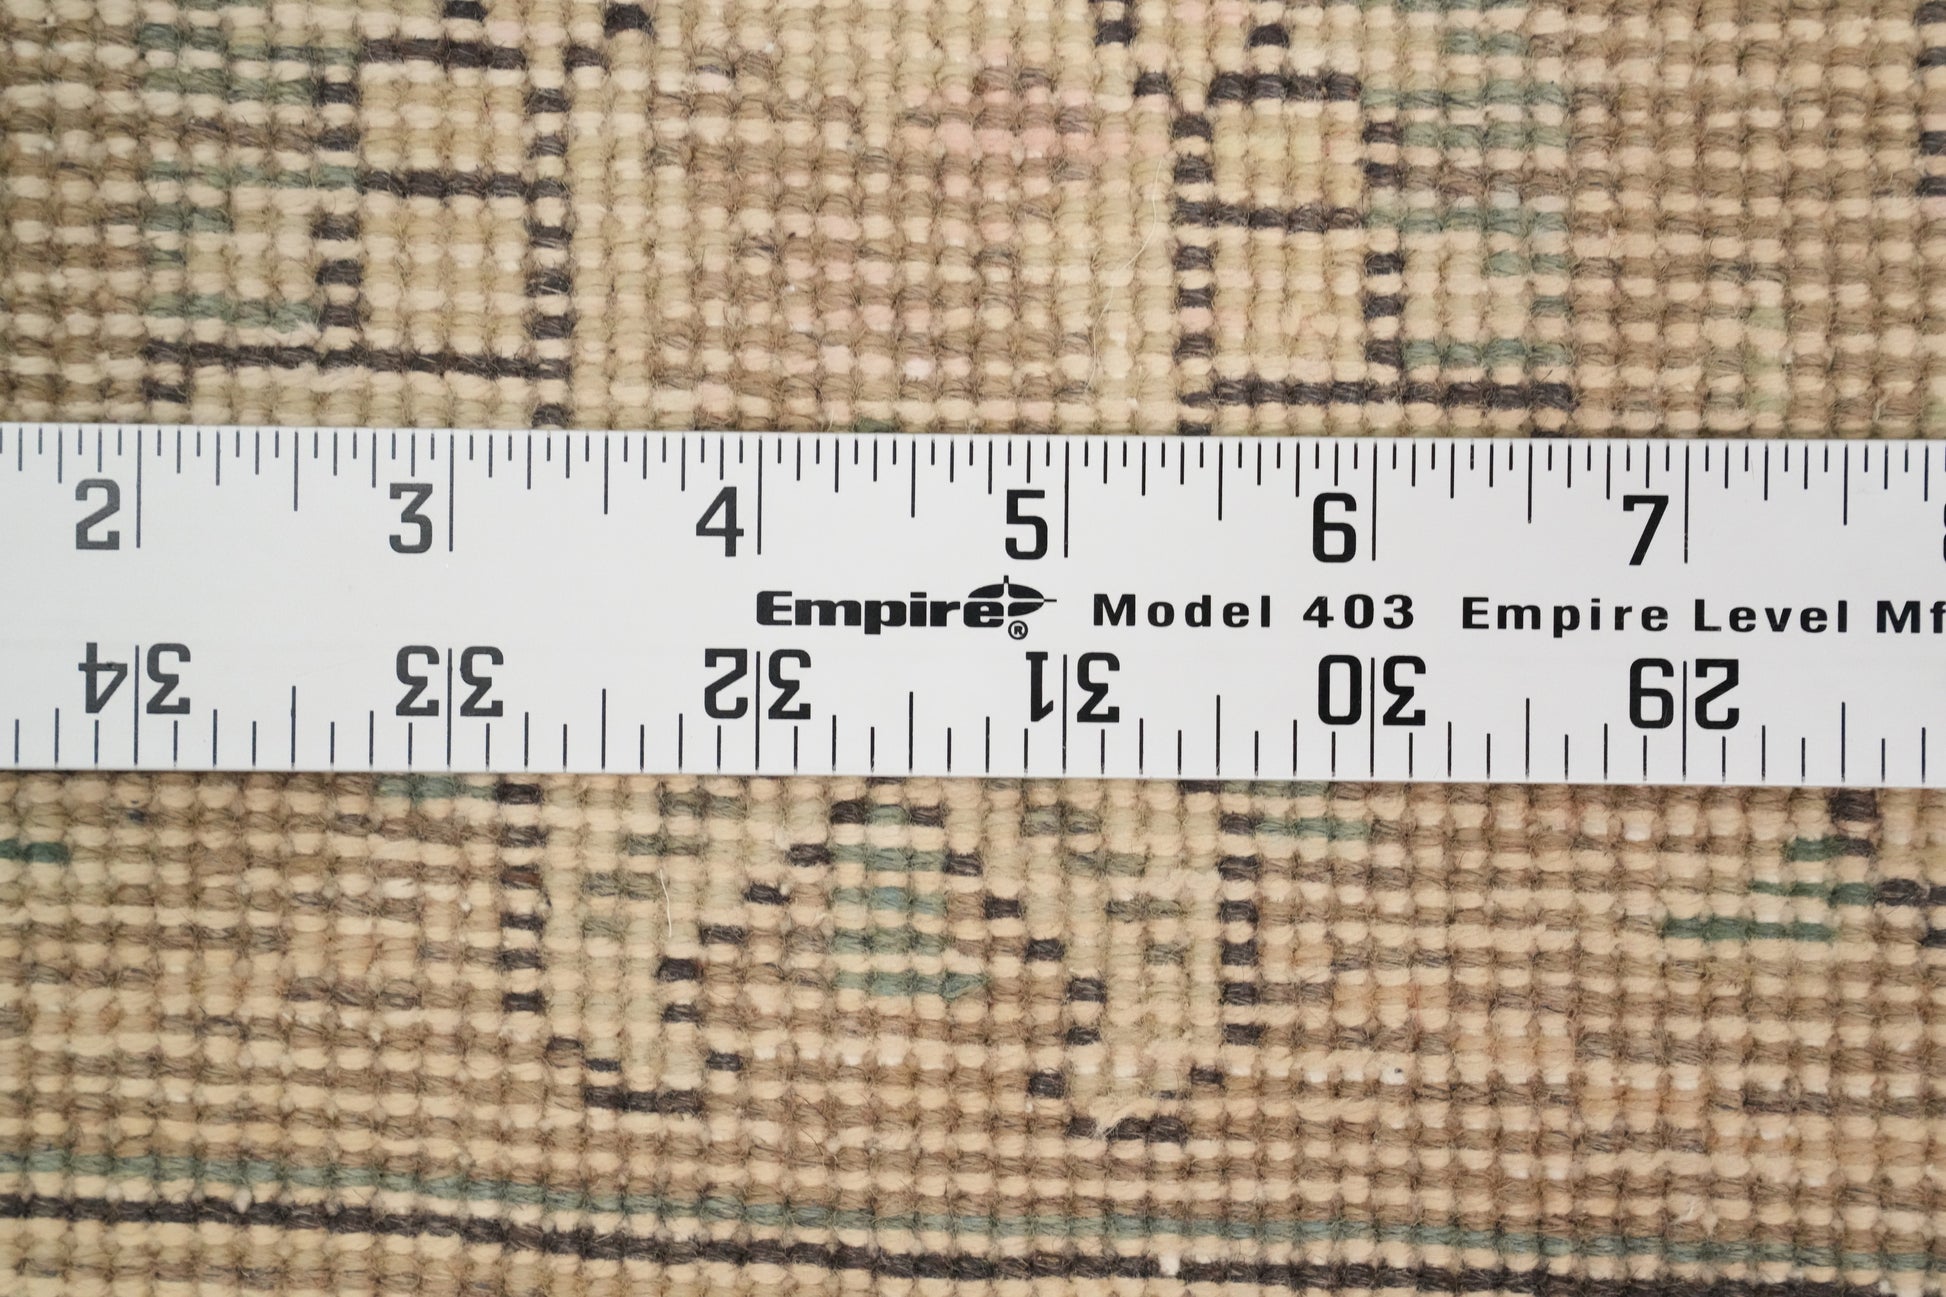 2 3 4 5 6 7
Empire® Model 403 Empire Level Mf
34 33 32 31 30 29